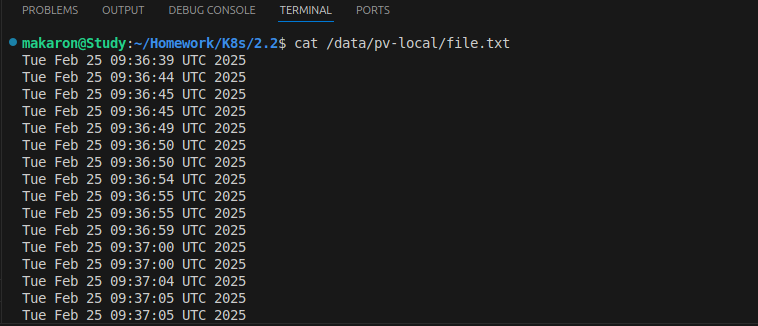 PROBLEMS OUTPUT DEBUG CONSOLE TERMINAL PORTS
makaron@Study:~/Homework/K8s/2.2$ cat /data/pv-local/file.txt
Tue Feb 25 09:36:39 UTC 2025
Tue Feb 25 09:36:44 UTC 2025
Tue Feb 25 09:36:45 UTC 2025
Tue Feb 25 09:36:45 UTC 2025
Tue Feb 25 09:36:49 UTC 2025
Tue Feb 25 09:36:50 UTC 2025
Tue Feb 25 09:36:50 UTC 2025
Tue Feb 25 09:36:54 UTC 2025
Tue Feb 25 09:36:55 UTC 2025
Tue Feb 25 09:36:55 UTC 2025
Tue Feb 25 09:36:59 UTC 2025
Tue Feb 25 09:37:00 UTC 2025
Tue Feb 25 09:37:00 UTC 2025
Tue Feb 25 09:37:04 UTC 2025
Tue Feb 25 09:37:05 UTC 2025
Tue Feb 25 09:37:05 UTC 2025